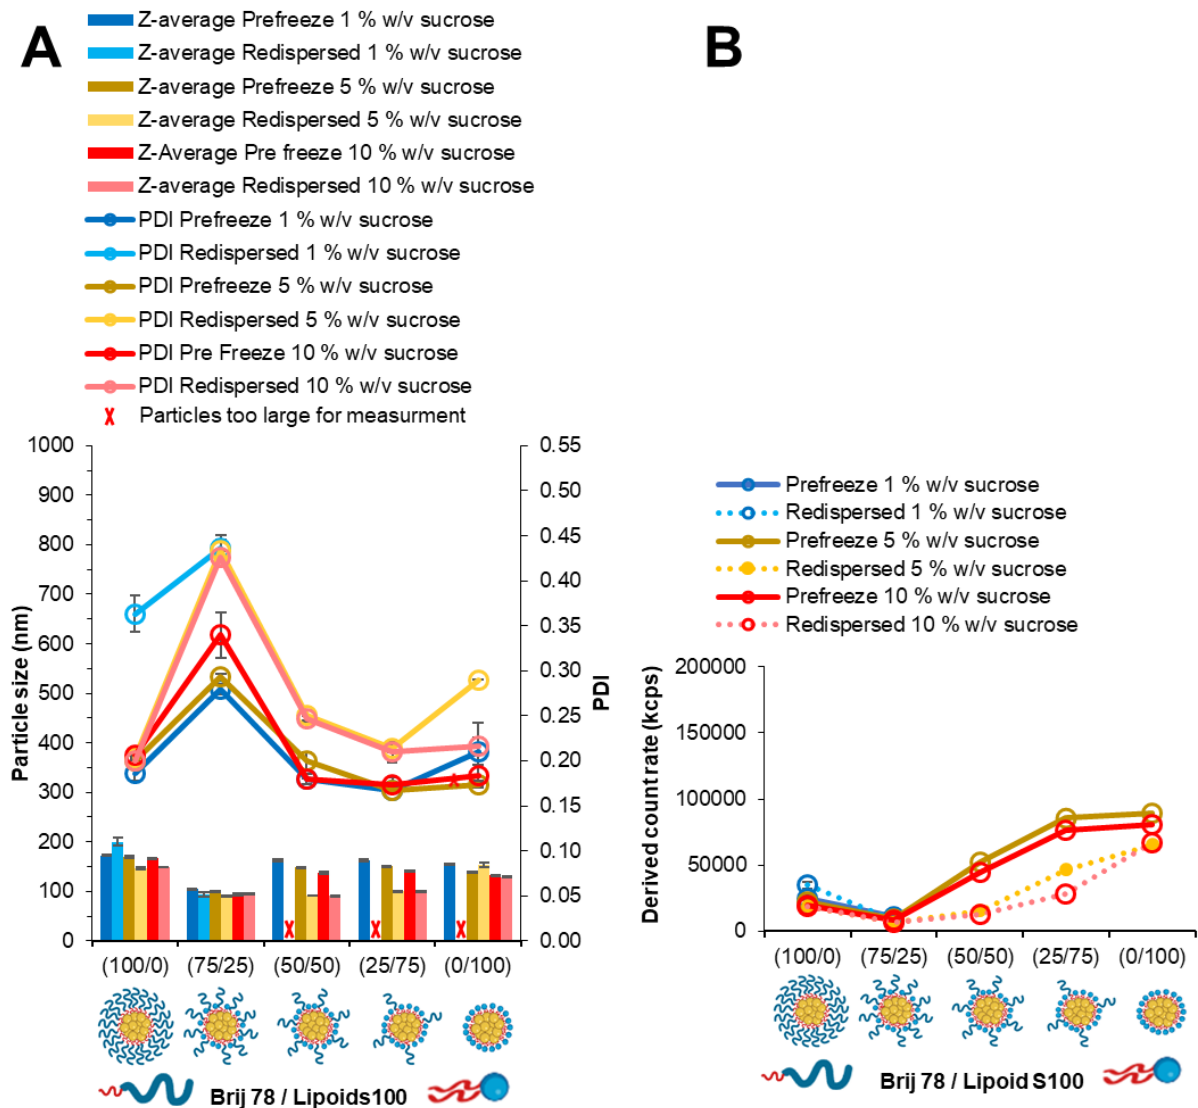 A
Z-average Prefreeze 1 % w/v sucrose
Z-average Redispersed 1 % w/v sucrose
Z-average Prefreeze 5 % w/v sucrose
Z-average Redispersed 5 % w/v sucrose
Z-Average Pre freeze 10 % w/v sucrose
Z-average Redispersed 10 % w/v sucrose
PDI Prefreeze 1 % w/v sucrose
PDI Redispersed 1 % w/v sucrose
PDI Prefreeze 5 % w/v sucrose
PDI Redispersed 5 % w/v sucrose
PDI Pre Freeze 10 % w/v sucrose
PDI Redispersed 10 % w/v sucrose
Particles too large for measurment
Particle size (nm)
1000
900
800
700
600
500
400
300
200
100
0
0.55
0.50
0.45
0.40
0.35
0.30
0.25
0.20
0.15
0.10
0.05
0.00
PDI
(100/0) (75/25) (50/50) (25/75) (0/100)
Brij 78 / Lipoids100
B
Prefreeze 1 % w/v sucrose
Redispersed 1 % w/v sucrose
Prefreeze 5 % w/v sucrose
Redispersed 5 % w/v sucrose
Prefreeze 10 % w/v sucrose
Redispersed 10 % w/v sucrose
Derived count rate (kcps)
200000
150000
100000
50000
0
(100/0) (75/25) (50/50) (25/75) (0/100)
Brij 78 / Lipoid S100